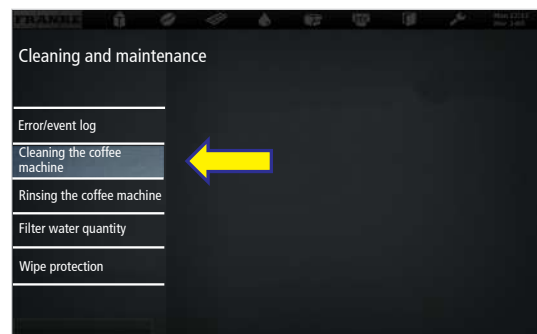 FRANKE
Cleaning and maintenance
Error/event log
Cleaning the coffee
machine
Rinsing the coffee machine
Filter water quantity
Wipe protection